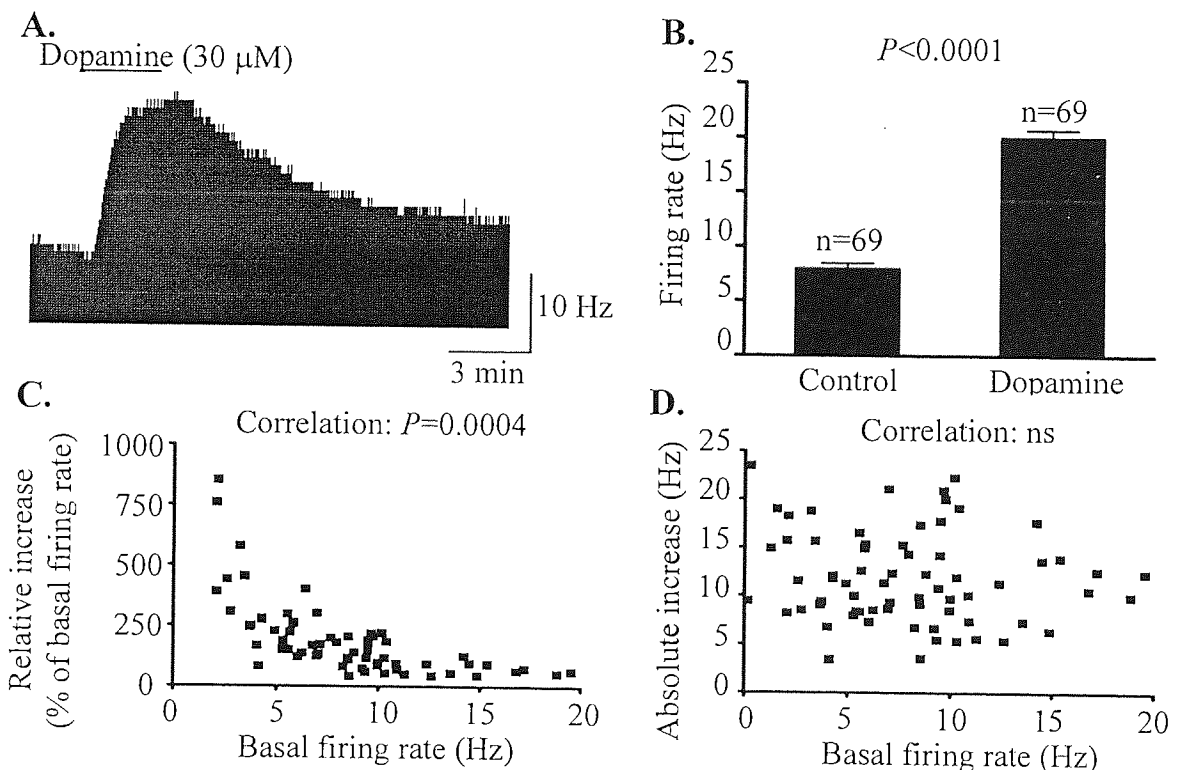 A.
Dopamine (30 μM)
10 Hz
3 min
B.
P<0.0001
Firing rate (Hz)
25
20
15
10
5
0
n=69
n=69
Control
Dopamine
C.
Correlation: P=0.0004
Relative increase
(% of basal firing rate)
1000
750
500
250
0
0 5 10 15 20
Basal firing rate (Hz)
D.
Correlation: ns
Absolute increase (Hz)
25
20
15
10
5
0
0 5 10 15 20
Basal firing rate (Hz)